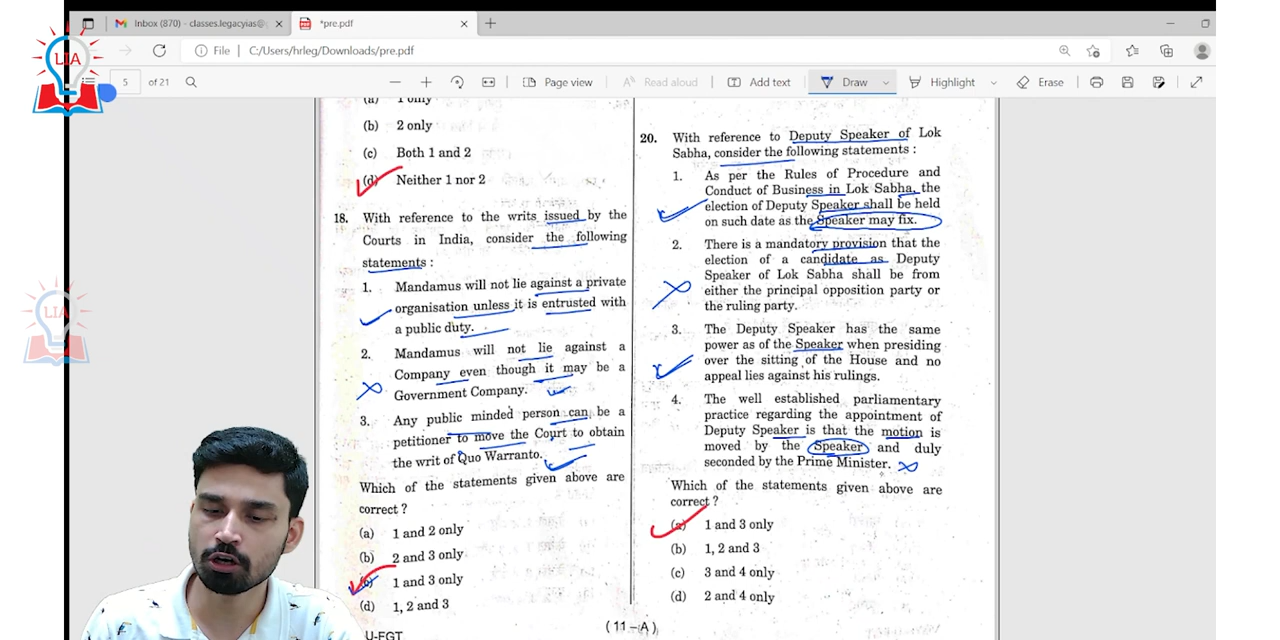 Inbox (870) - classes.legacyias@g
*pre.pdf
File
C:/Users/hrleg/Downloads/pre.pdf
LIA
5
of 21
Page view
Read aloud
Add text
Draw
Highlight
Erase
(a) 1 only
(b) 2 only
(c) Both 1 and 2
(d) Neither 1 nor 2
18. With reference to the writs issued by the
Courts in India, consider the following
statements :
1. Mandamus will not lie against a private
organisation unless it is entrusted with
a public duty.
2. Mandamus will not lie against a
Company even though it may be a
Government Company.
3. Any public minded person can be a
petitioner to move the Court to obtain
the writ of Quo Warranto.
Which of the statements given above are
correct ?
(a) 1 and 2 only
(b) 2 and 3 only
(c) 1 and 3 only
(d) 1, 2 and 3
U-FGT
20. With reference to Deputy Speaker of Lok
Sabha, consider the following statements :
1. As per the Rules of Procedure and
Conduct of Business in Lok Sabha, the
election of Deputy Speaker shall be held
on such date as the Speaker may fix.
2. There is a mandatory provision that the
election of a candidate as Deputy
Speaker of Lok Sabha shall be from
either the principal opposition party or
the ruling party.
3. The Deputy Speaker has the same
power as of the Speaker when presiding
over the sitting of the House and no
appeal lies against his rulings.
4. The well established parliamentary
practice regarding the appointment of
Deputy Speaker is that the motion is
moved by the Speaker and duly
seconded by the Prime Minister.
Which of the statements given above are
correct ?
(a) 1 and 3 only
(b) 1, 2 and 3
(c) 3 and 4 only
(d) 2 and 4 only
(11 – A)
LIA